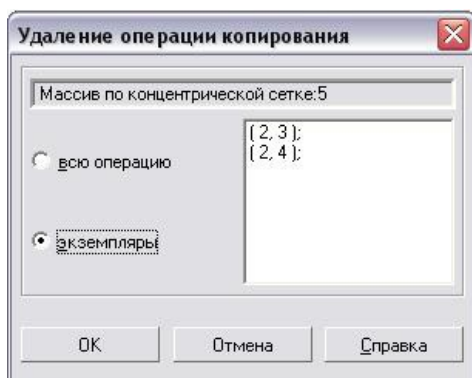 Удаление операции копирования
Массив по концентрической сетке:5
всю операцию
экземпляры
( 2, 3 );
( 2, 4 );
OK
Отмена
Справка